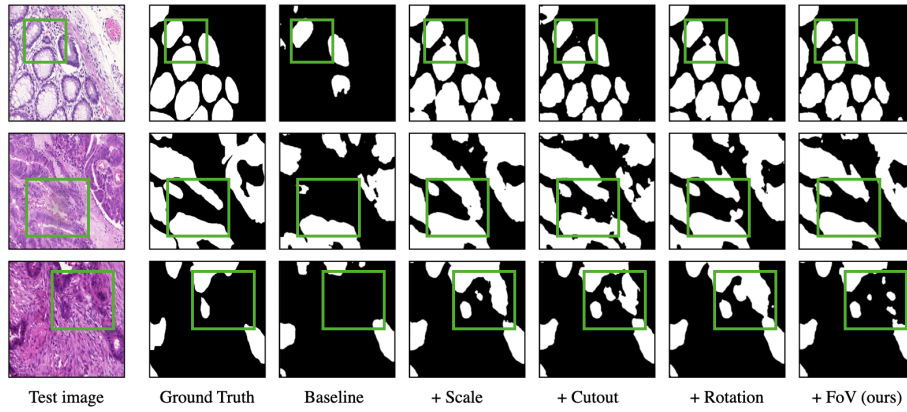 Test image Ground Truth Baseline + Scale + Cutout + Rotation + FoV (ours)